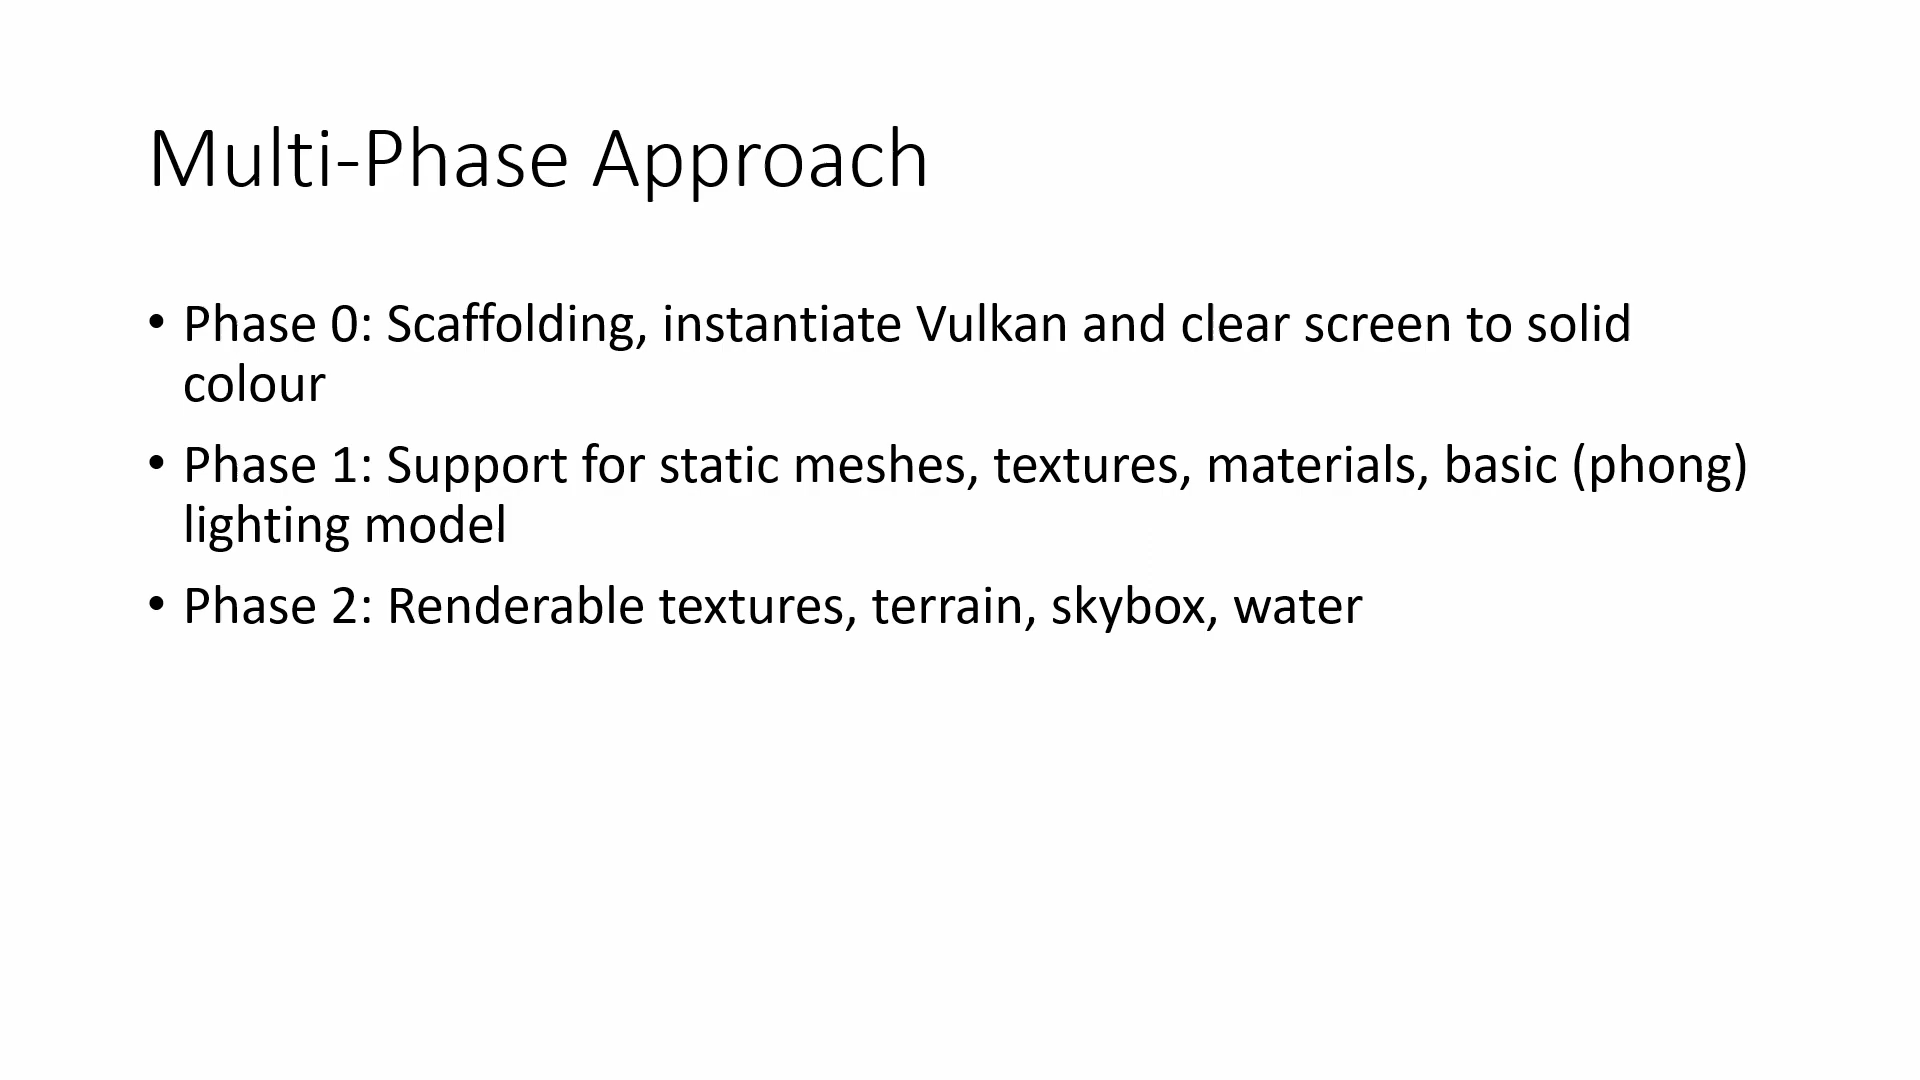 Multi-Phase Approach
• Phase 0: Scaffolding, instantiate Vulkan and clear screen to solid
colour
• Phase 1: Support for static meshes, textures, materials, basic (phong)
lighting model
• Phase 2: Renderable textures, terrain, skybox, water